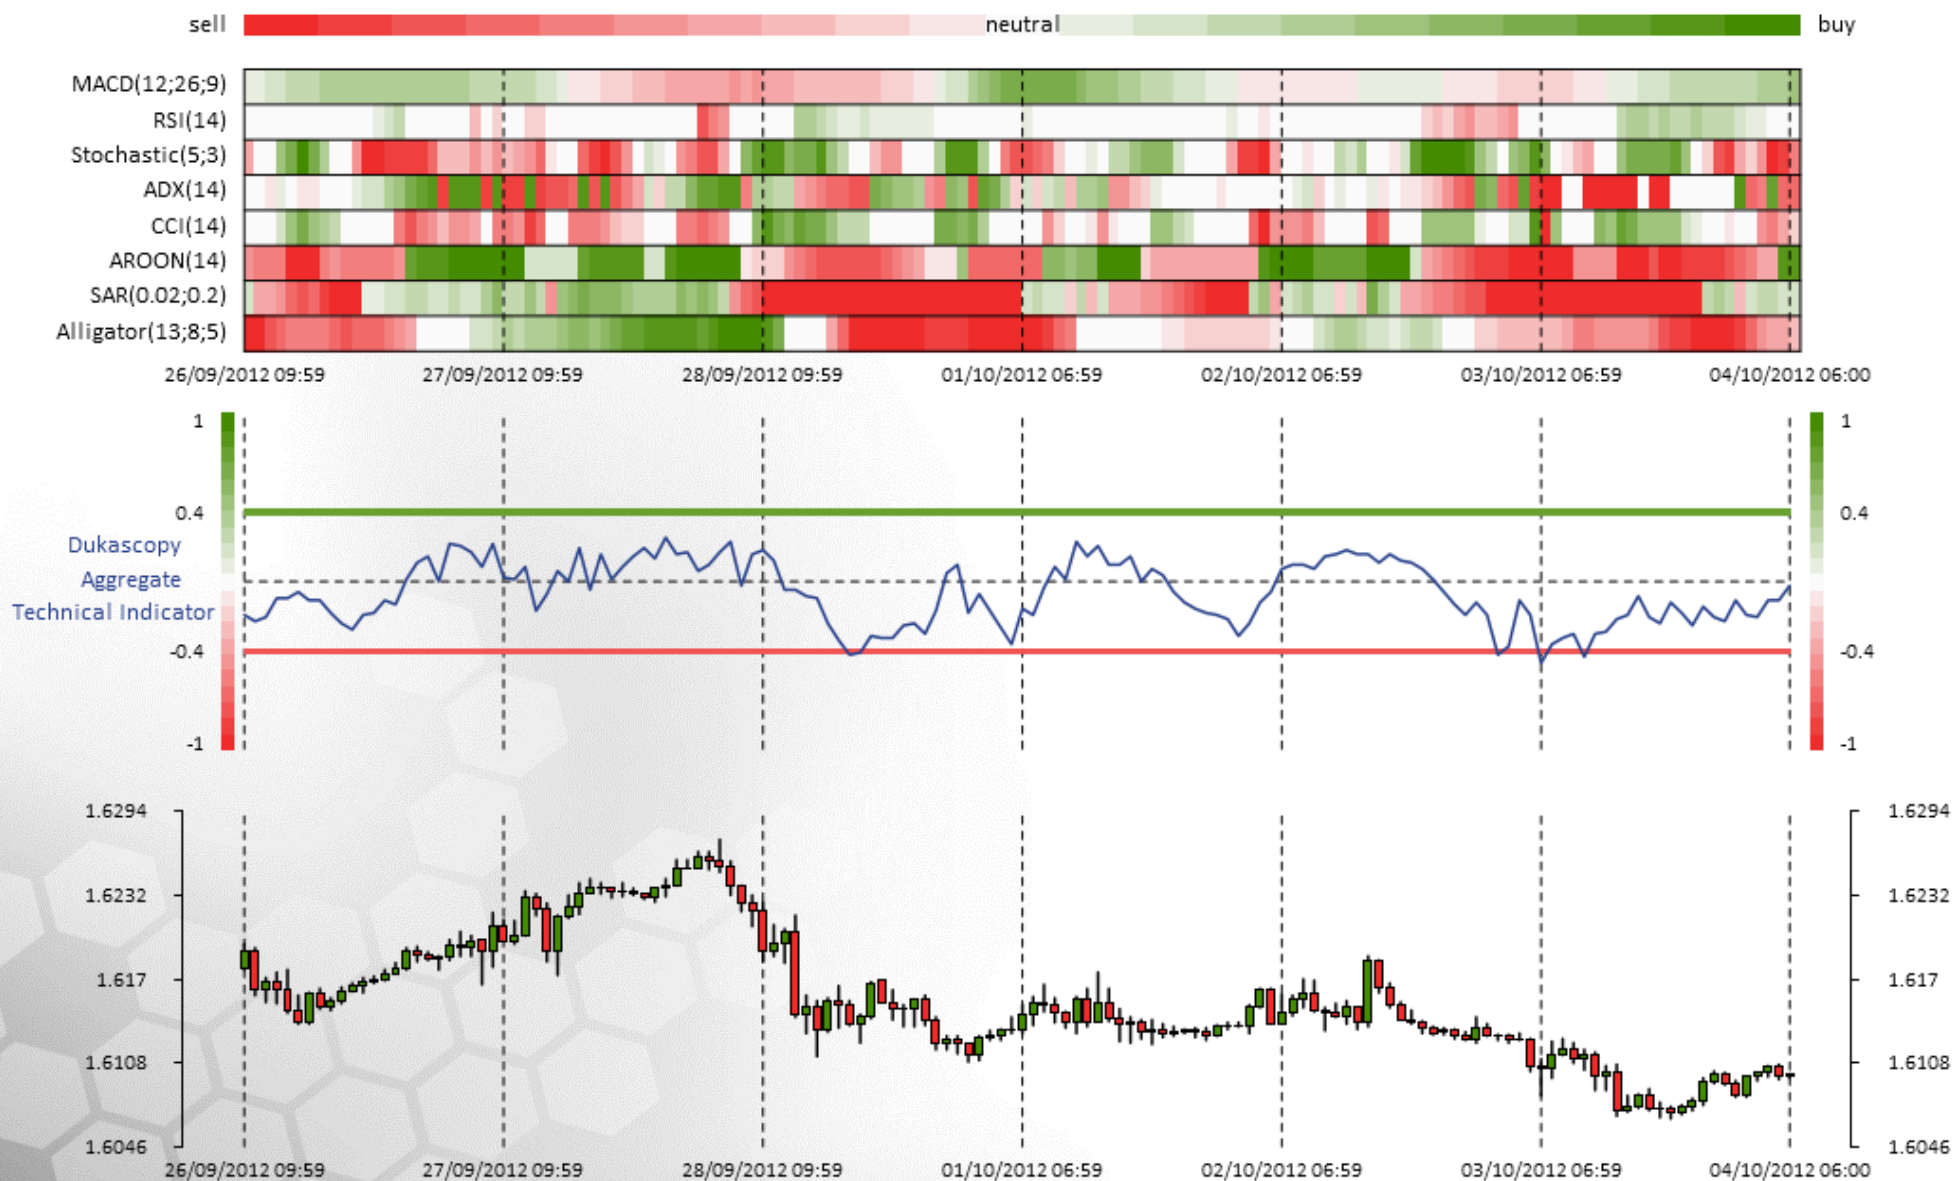 sell neutral buy
MACD(12;26;9)
RSI(14)
Stochastic(5;3)
ADX(14)
CCI(14)
AROON(14)
SAR(0.02;0.2)
Alligator(13;8;5)
26/09/2012 09:59 27/09/2012 09:59 28/09/2012 09:59 01/10/2012 06:59 02/10/2012 06:59 03/10/2012 06:59 04/10/2012 06:00
1 1
0.4 0.4
Dukascopy
Aggregate
Technical Indicator
-0.4 -0.4
-1 -1
1.6294 1.6294
1.6232 1.6232
1.617 1.617
1.6108 1.6108
1.6046 1.6046
26/09/2012 09:59 27/09/2012 09:59 28/09/2012 09:59 01/10/2012 06:59 02/10/2012 06:59 03/10/2012 06:59 04/10/2012 06:00